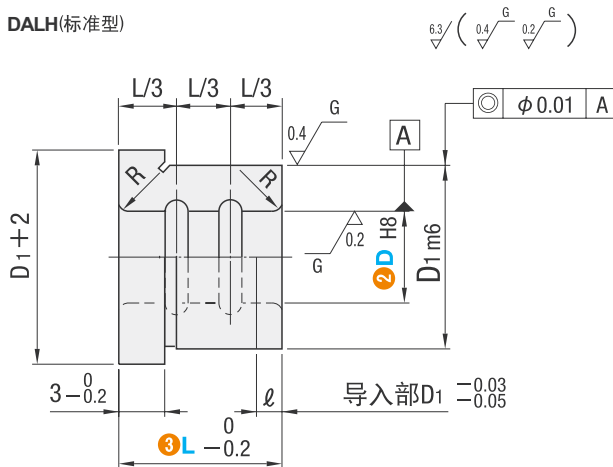 DALH(标准型)
6.3 ( 0.4 G 0.2 G )
L/3 L/3 L/3
0.4 G
◎ φ0.01 A
A
R R
D1+2
G 0.2
❷D H8
D1 m6
3 0 -0.2
ℓ
导入部D1 -0.03 -0.05
❸L 0 -0.2